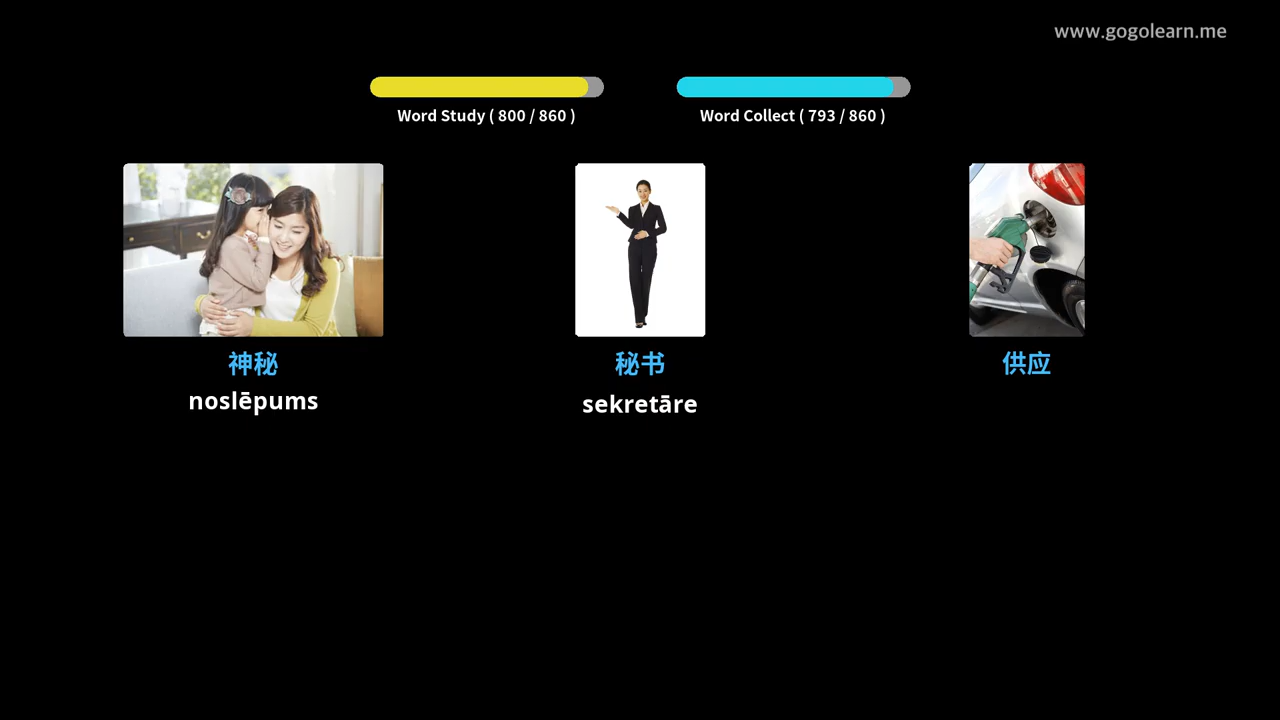 www.gogolearn.me
Word Study ( 800 / 860 )
Word Collect ( 793 / 860 )
神秘
秘书
供应
noslēpums
sekretāre